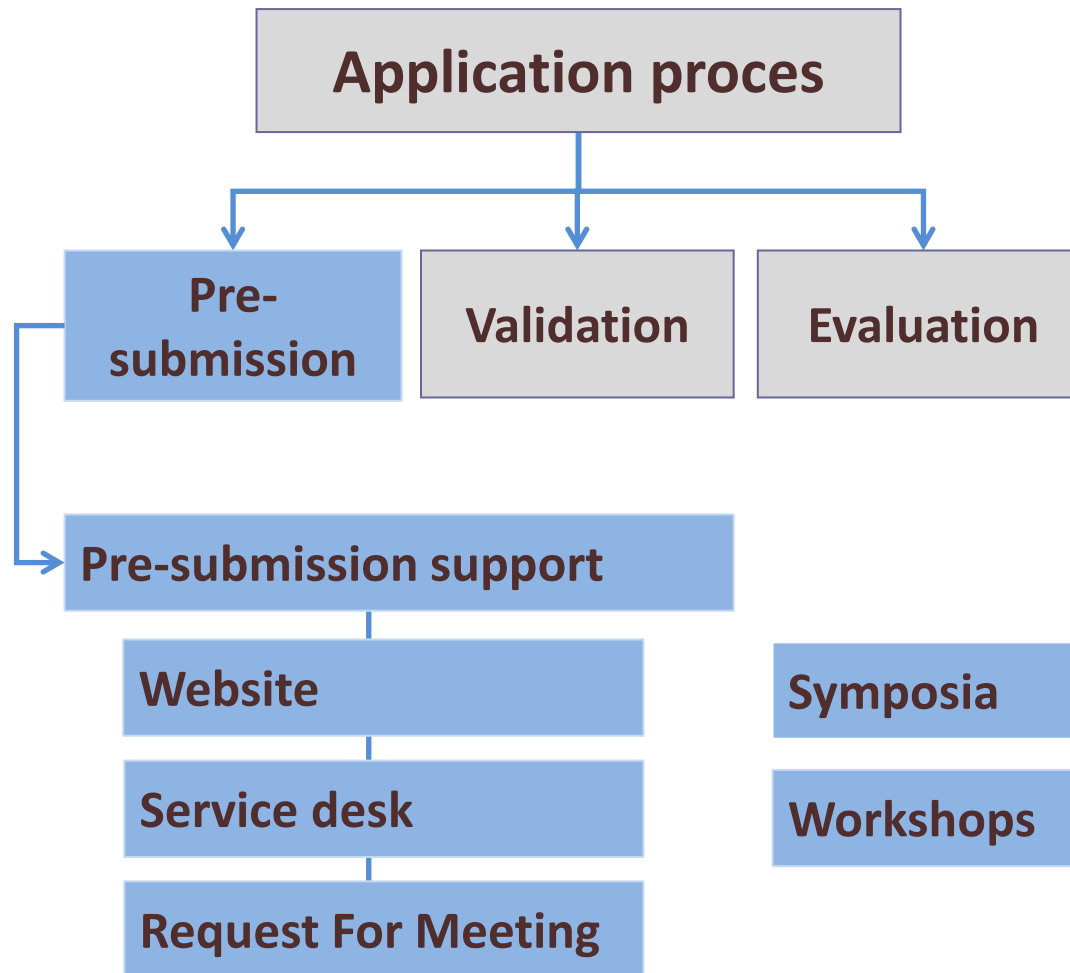 Application proces
Pre-
submission
Validation
Evaluation
Pre-submission support
Website
Symposia
Service desk
Workshops
Request For Meeting